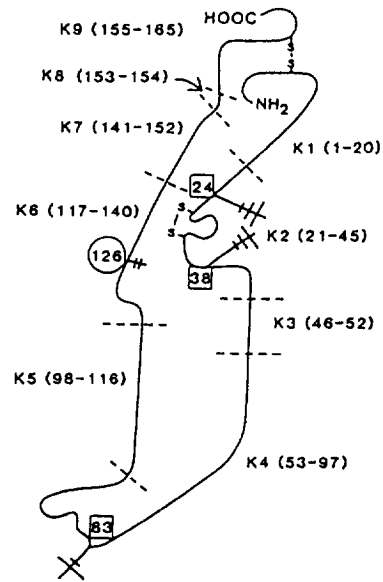 HOOC
K9 (155-165)
S
S
K8 (153-154)
NH2
K7 (141-152)
K1 (1-20)
24
S
K6 (117-140)
S
K2 (21-45)
126
38
K3 (46-52)
K5 (98-116)
K4 (53-97)
83